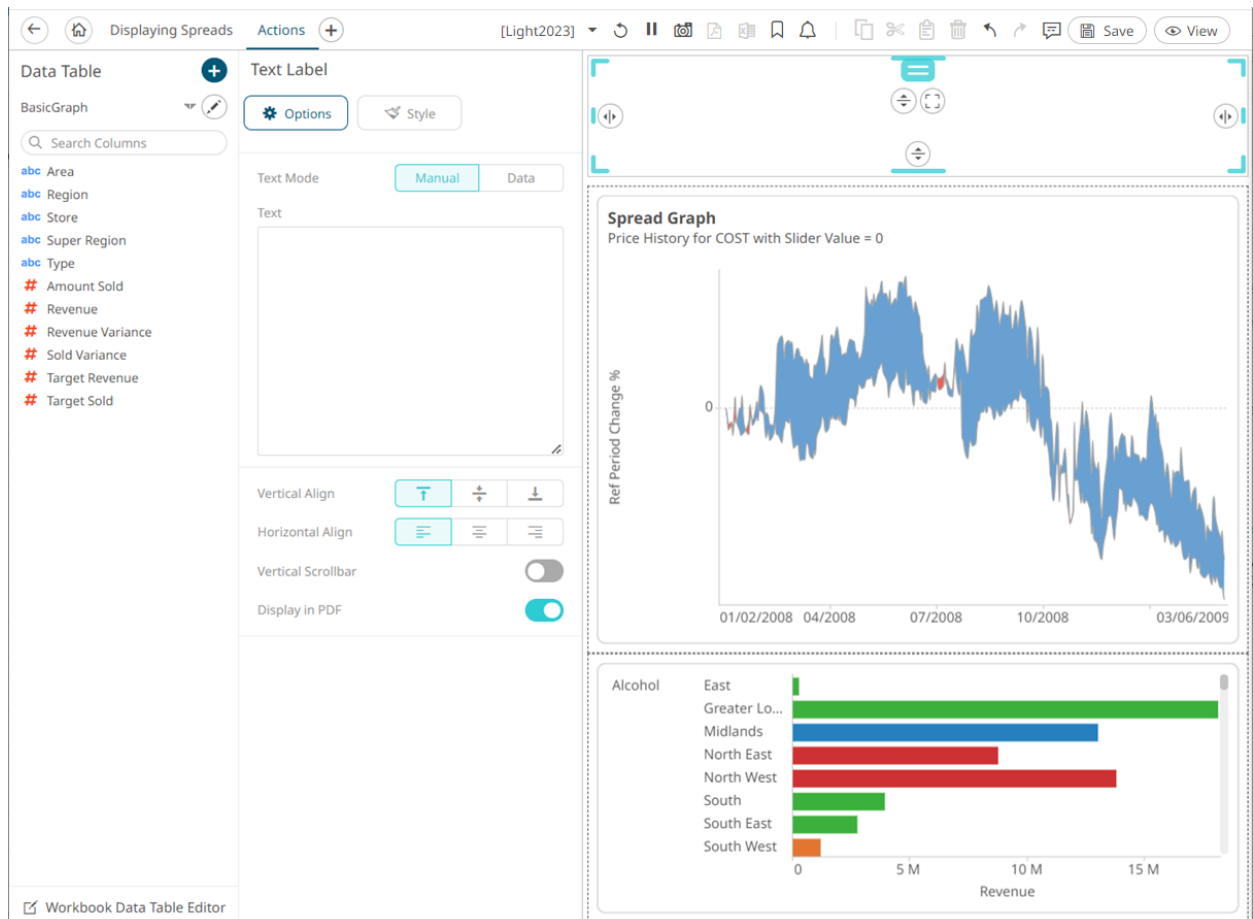 Displaying Spreads Actions [Light2023] Save View
Data Table
BasicGraph
Search Columns
abc Area
abc Region
abc Store
abc Super Region
abc Type
# Amount Sold
# Revenue
# Revenue Variance
# Sold Variance
# Target Revenue
# Target Sold
Workbook Data Table Editor
Text Label
Options Style
Text Mode Manual Data
Text
Vertical Align
Horizontal Align
Vertical Scrollbar
Display in PDF
Spread Graph
Price History for COST with Slider Value = 0
Ref Period Change %
0
01/02/2008 04/2008 07/2008 10/2008 03/06/2009
Alcohol East
Greater Lo...
Midlands
North East
North West
South
South East
South West
0 5 M 10 M 15 M
Revenue